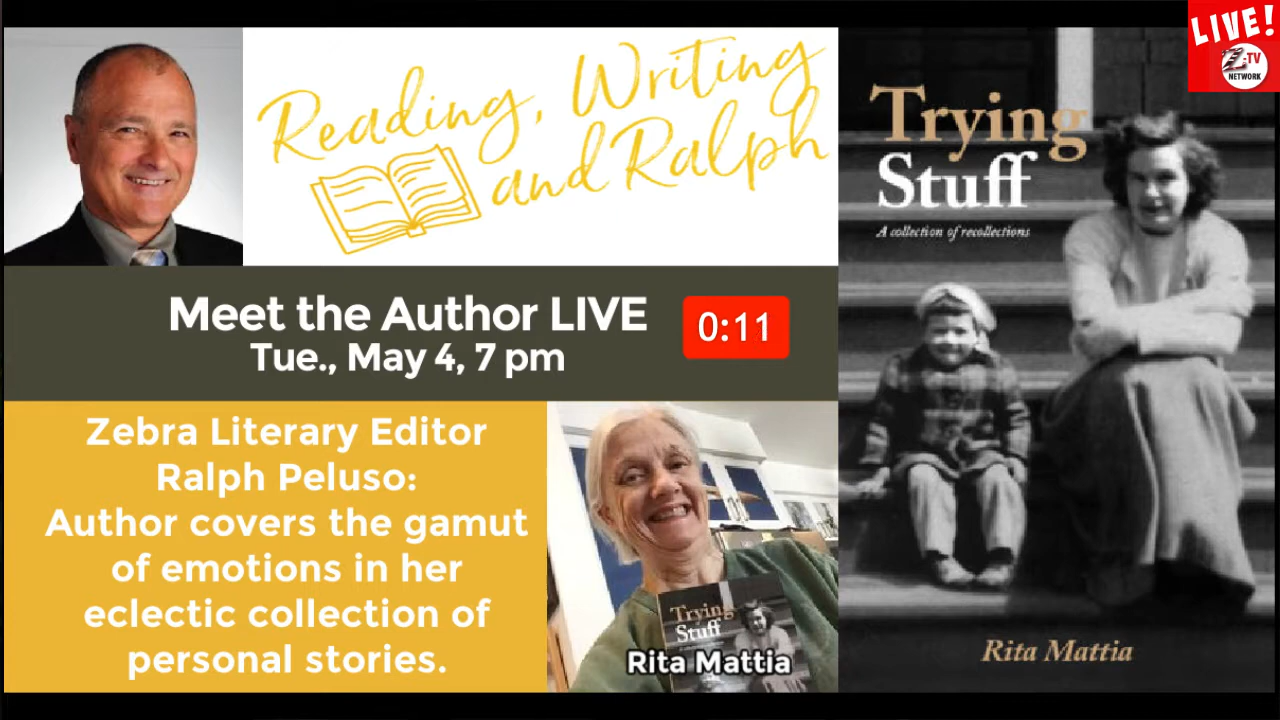 LIVE!
Z-TV
NETWORK
Reading, Writing
and Ralph
Meet the Author LIVE
Tue., May 4, 7 pm
0:11
Zebra Literary Editor
Ralph Peluso:
Author covers the gamut
of emotions in her
eclectic collection of
personal stories.
Trying
Stuff
Rita Mattia
Trying
Stuff
A collection of recollections
Rita Mattia